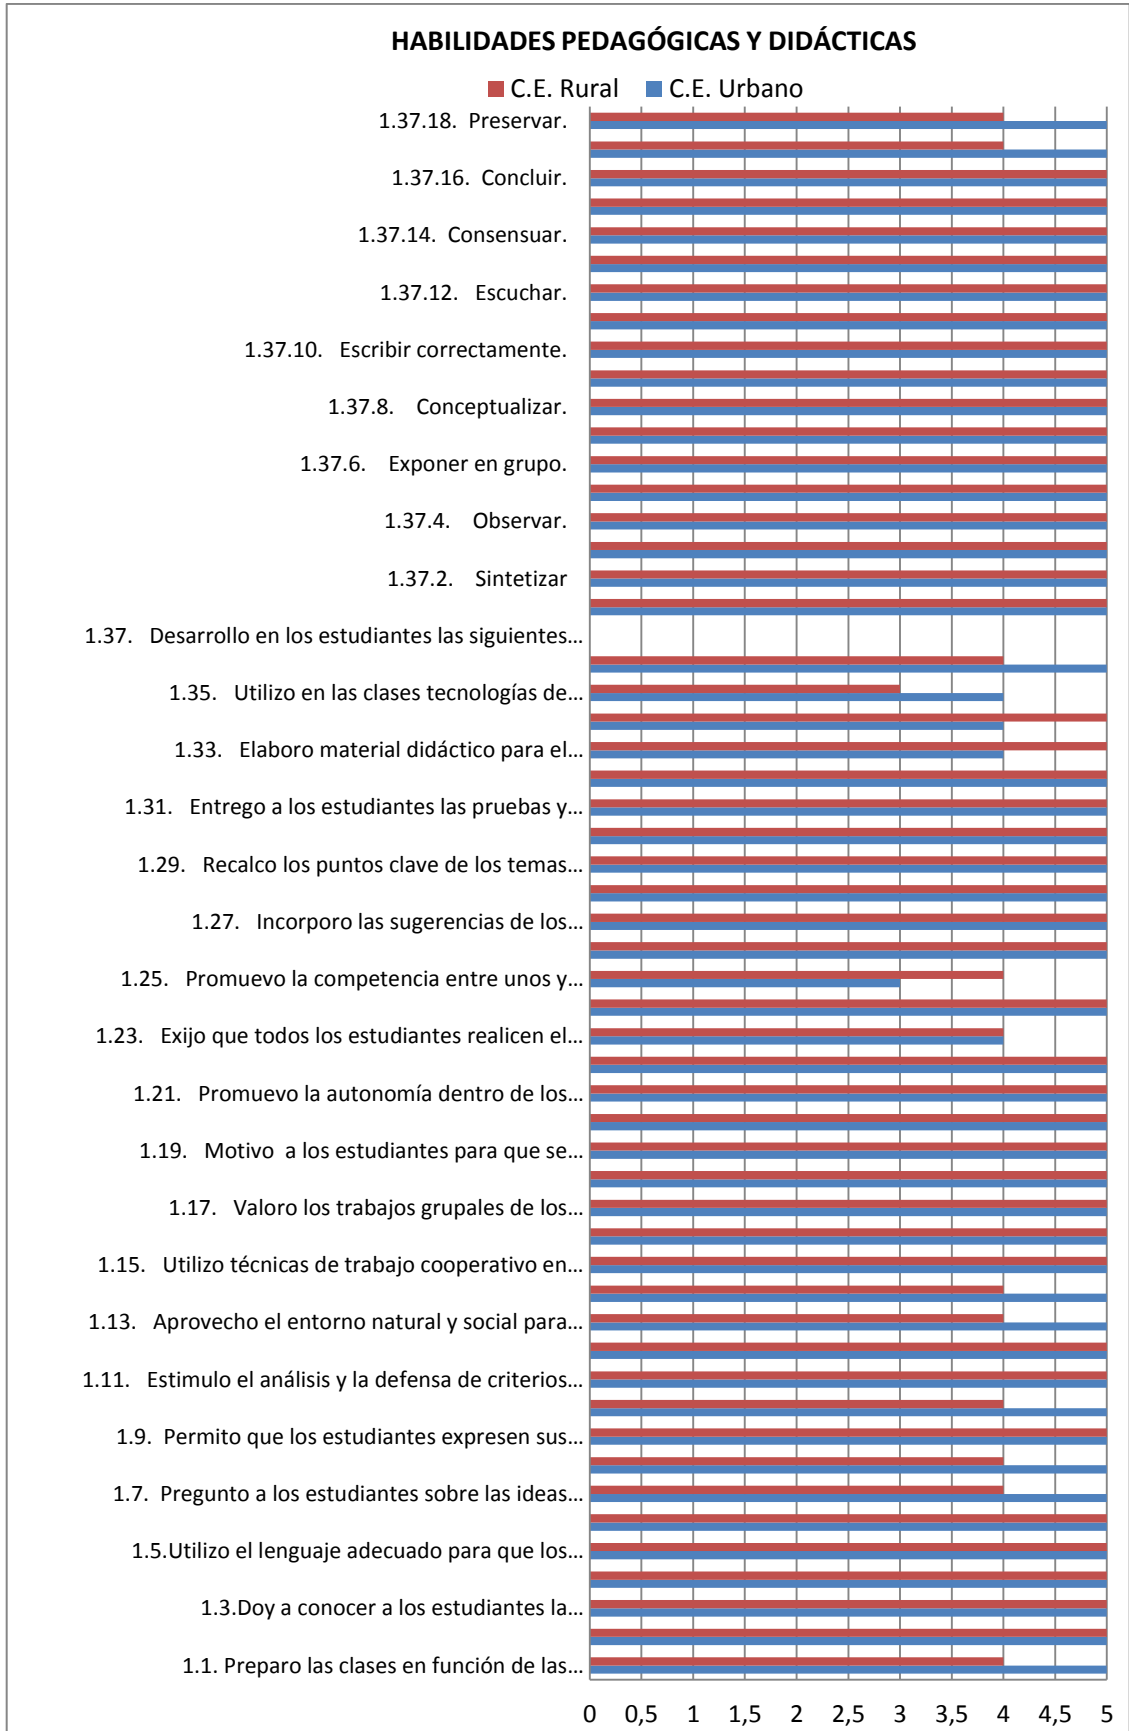 HABILIDADES PEDAGÓGICAS Y DIDÁCTICAS
C.E. Rural C.E. Urbano
1.37.18. Preservar.
1.37.16. Concluir.
1.37.14. Consensuar.
1.37.12. Escuchar.
1.37.10. Escribir correctamente.
1.37.8. Conceptualizar.
1.37.6. Exponer en grupo.
1.37.4. Observar.
1.37.2. Sintetizar
1.37. Desarrollo en los estudiantes las siguientes…
1.35. Utilizo en las clases tecnologías de…
1.33. Elaboro material didáctico para el…
1.31. Entrego a los estudiantes las pruebas y…
1.29. Recalco los puntos clave de los temas…
1.27. Incorporo las sugerencias de los…
1.25. Promuevo la competencia entre unos y…
1.23. Exijo que todos los estudiantes realicen el…
1.21. Promuevo la autonomía dentro de los…
1.19. Motivo a los estudiantes para que se…
1.17. Valoro los trabajos grupales de los…
1.15. Utilizo técnicas de trabajo cooperativo en…
1.13. Aprovecho el entorno natural y social para…
1.11. Estimulo el análisis y la defensa de criterios…
1.9. Permito que los estudiantes expresen sus…
1.7. Pregunto a los estudiantes sobre las ideas…
1.5.Utilizo el lenguaje adecuado para que los…
1.3.Doy a conocer a los estudiantes la…
1.1. Preparo las clases en función de las…
0 0,5 1 1,5 2 2,5 3 3,5 4 4,5 5